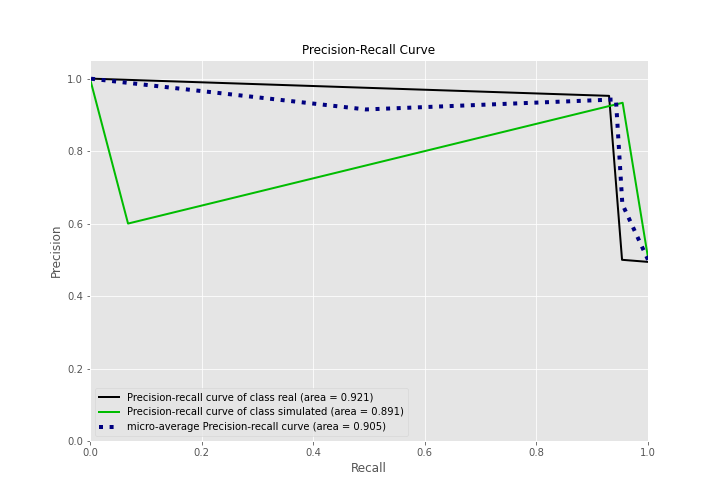 Precision-Recall Curve
1.0
0.8
0.6
0.4
0.2
0.0
Precision
Precision-recall curve of class real (area = 0.921)
Precision-recall curve of class simulated (area = 0.891)
micro-average Precision-recall curve (area = 0.905)
0.0 0.2 0.4 0.6 0.8 1.0
Recall